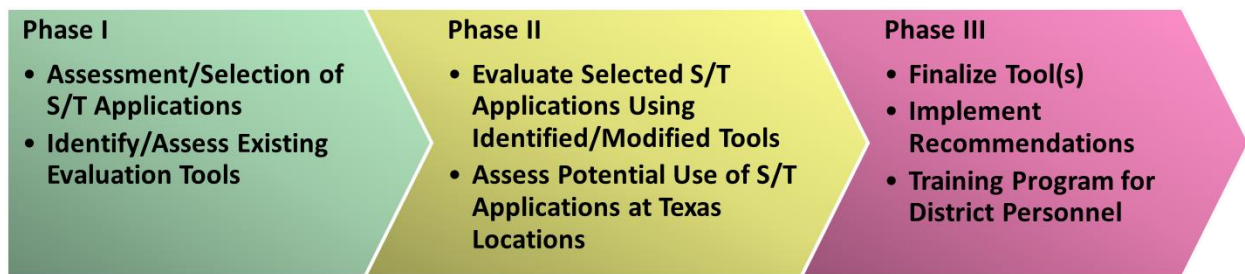 Phase I
• Assessment/Selection of
S/T Applications
• Identify/Assess Existing
Evaluation Tools
Phase II
• Evaluate Selected S/T
Applications Using
Identified/Modified Tools
• Assess Potential Use of S/T
Applications at Texas
Locations
Phase III
• Finalize Tool(s)
• Implement
Recommendations
• Training Program for
District Personnel